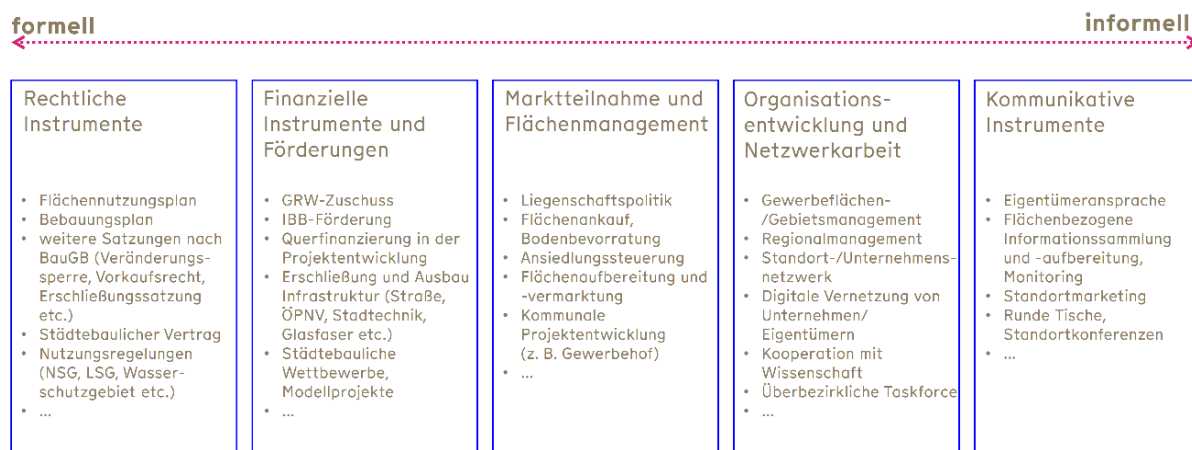 formell
informell
Rechtliche
Instrumente
• Flächennutzungsplan
• Bebauungsplan
• weitere Satzungen nach
BauGB (Veränderungs-
sperre, Vorkaufsrecht,
Erschließungssatzung
etc.)
• Städtebaulicher Vertrag
• Nutzungsregelungen
(NSG, LSG, Wasser-
schutzgebiet etc.)
• ...
Finanzielle
Instrumente und
Förderungen
• GRW-Zuschuss
• IBB-Förderung
• Querfinanzierung in der
Projektentwicklung
• Erschließung und Ausbau
Infrastruktur (Straße,
ÖPNV, Stadtechnik,
Glasfaser etc.)
• Städtebauliche
Wettbewerbe,
Modellprojekte
• ...
Marktteilnahme und
Flächenmanagement
• Liegenschaftspolitik
• Flächenankauf,
Bodenbevorratung
• Ansiedlungssteuerung
• Flächenaufbereitung und
-vermarktung
• Kommunale
Projektentwicklung
(z. B. Gewerbehof)
• ...
Organisations-
entwicklung und
Netzwerkarbeit
• Gewerbeflächen-
/Gebietsmanagement
• Regionalmanagement
• Standort-/Unternehmens-
netzwerk
• Digitale Vernetzung von
Unternehmen/
Eigentümern
• Kooperation mit
Wissenschaft
• Überbezirkliche Taskforce
• ...
Kommunikative
Instrumente
• Eigentümeransprache
• Flächenbezogene
Informationssammlung
und -aufbereitung,
Monitoring
• Standortmarketing
• Runde Tische,
Standortkonferenzen
• ...